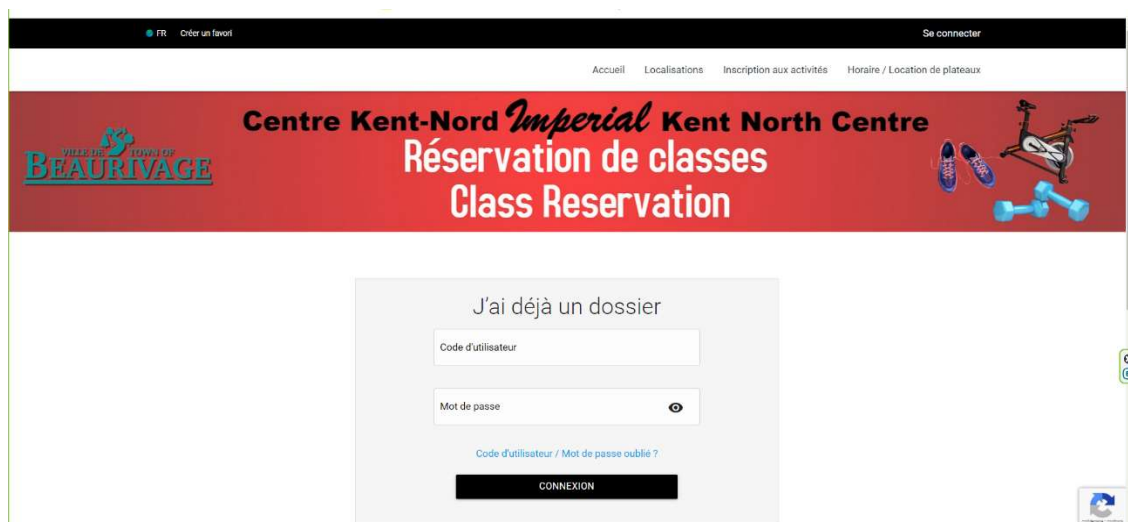 FR Créer un favori Se connecter
Accueil Localisations Inscription aux activités Horaire / Location de plateaux
VILLE DE TOWN OF
BEAURIVAGE
Centre Kent-Nord Imperial Kent North Centre
Réservation de classes
Class Reservation
J'ai déjà un dossier
Code d'utilisateur
Mot de passe
Code d'utilisateur / Mot de passe oublié ?
CONNEXION